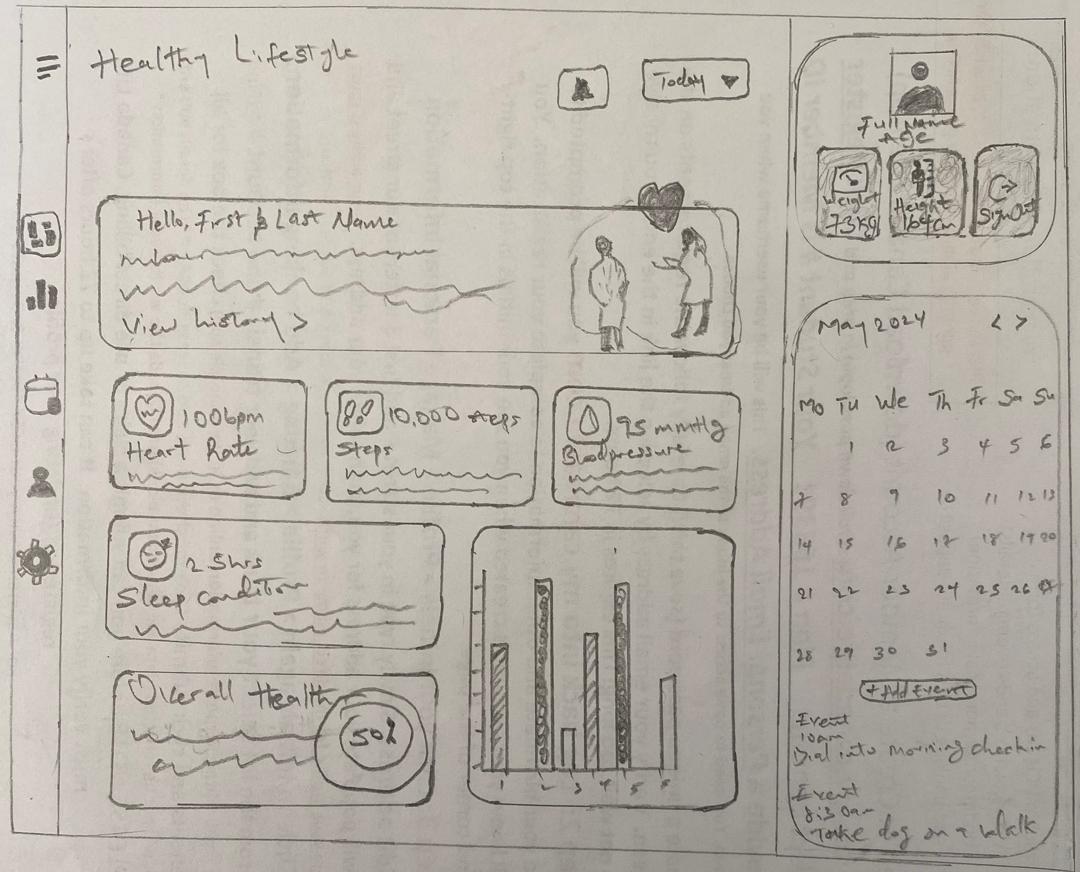 Healthy Lifestyle
Today
Hello, First & Last Name
View history >
100bpm
Heart Rate
10,000 steps
Steps
95 mmHg
Bloodpressure
Sleep condition
Overall Health
50%
1 2 3 4 5 6
Full Name
Age
Weight
73kg
Height
164cm
Sign Out
May 2024 < >
Mo Tu We Th Fr Sa Su
1 2 3 4 5 6
7 8 9 10 11 12 13
14 15 16 17 18 19 20
21 22 23 24 25 26
28 29 30 31
+ Add Event
Event
10am
Dial into morning checkin
Event
8:30am
Take dog on a walk